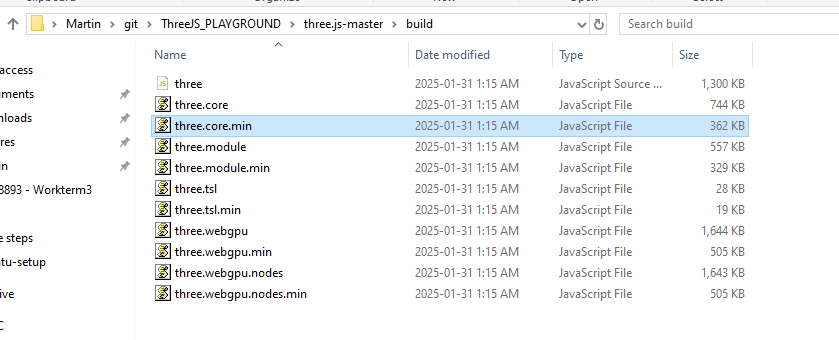 Martin > git > ThreeJS_PLAYGROUND > three.js-master > build
Search build
Name Date modified Type Size
access
three 2025-01-31 1:15 AM JavaScript Source ... 1,300 KB
uments
three.core 2025-01-31 1:15 AM JavaScript File 744 KB
nloads
three.core.min 2025-01-31 1:15 AM JavaScript File 362 KB
res
three.module 2025-01-31 1:15 AM JavaScript File 557 KB
in
three.module.min 2025-01-31 1:15 AM JavaScript File 329 KB
8893 - Workterm3
three.tsl 2025-01-31 1:15 AM JavaScript File 28 KB
three.tsl.min 2025-01-31 1:15 AM JavaScript File 19 KB
three.webgpu 2025-01-31 1:15 AM JavaScript File 1,644 KB
e steps
three.webgpu.min 2025-01-31 1:15 AM JavaScript File 505 KB
tu-setup
three.webgpu.nodes 2025-01-31 1:15 AM JavaScript File 1,643 KB
ive
three.webgpu.nodes.min 2025-01-31 1:15 AM JavaScript File 505 KB
C